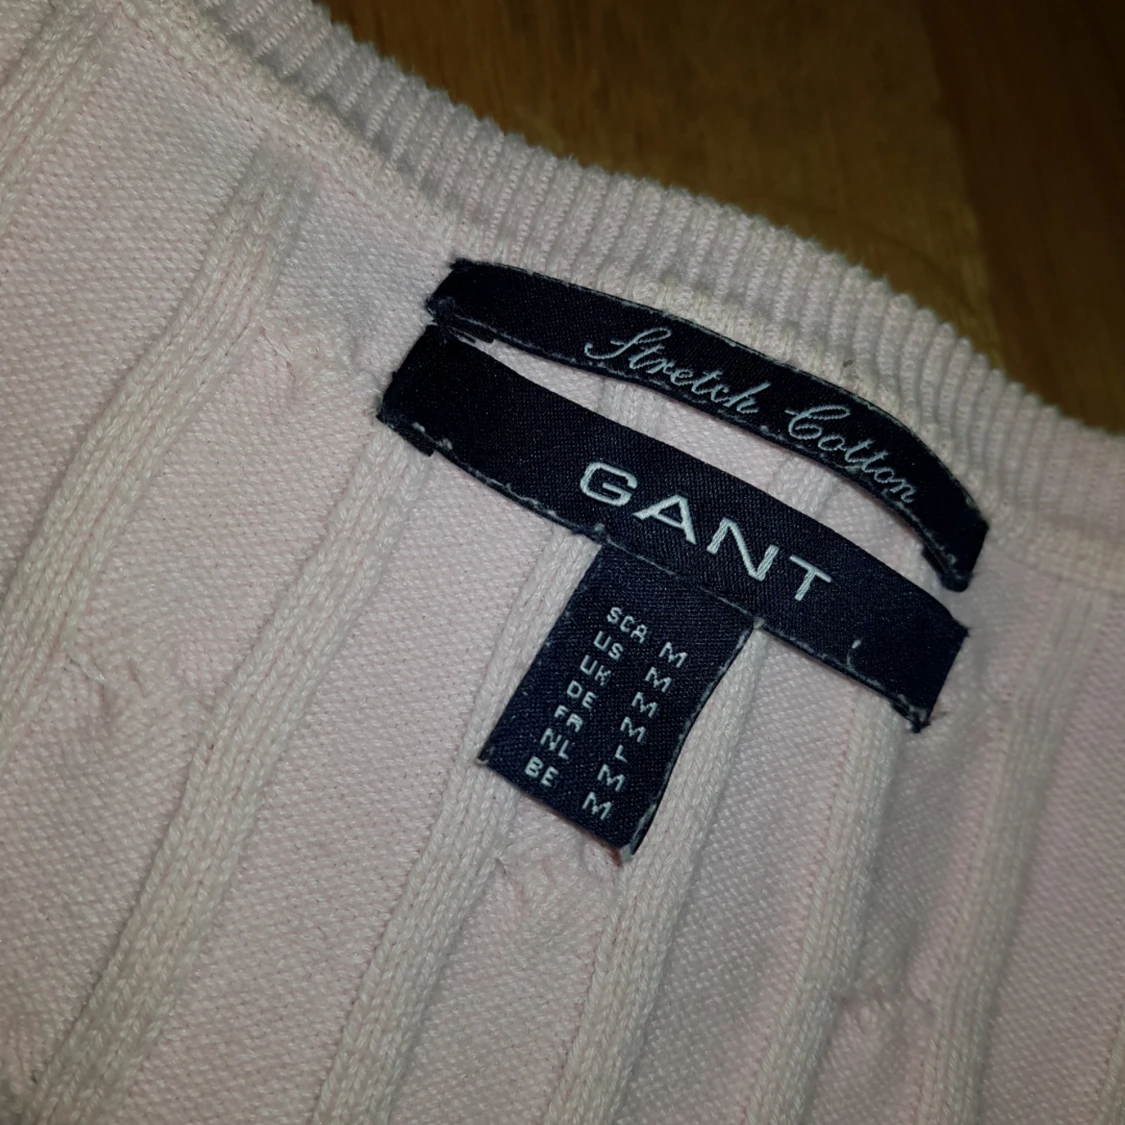 Stretch Cotton
GANT
SCA M
US M
UK M
DE M
FR L
NL M
BE M